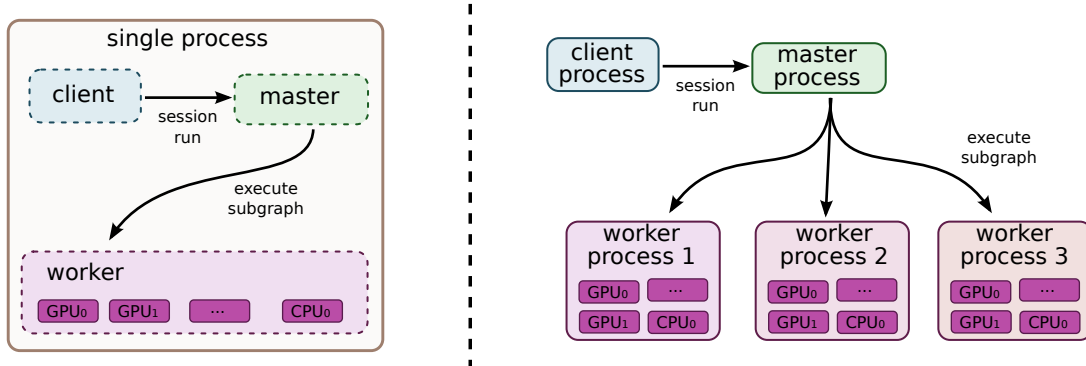 single process
client
master
session
run
execute
subgraph
worker
GPU₀
GPU₁
...
CPU₀
client
process
master
process
session
run
execute
subgraph
worker
process 1
GPU₀
...
GPU₁
CPU₀
worker
process 2
GPU₀
...
GPU₁
CPU₀
worker
process 3
GPU₀
...
GPU₁
CPU₀